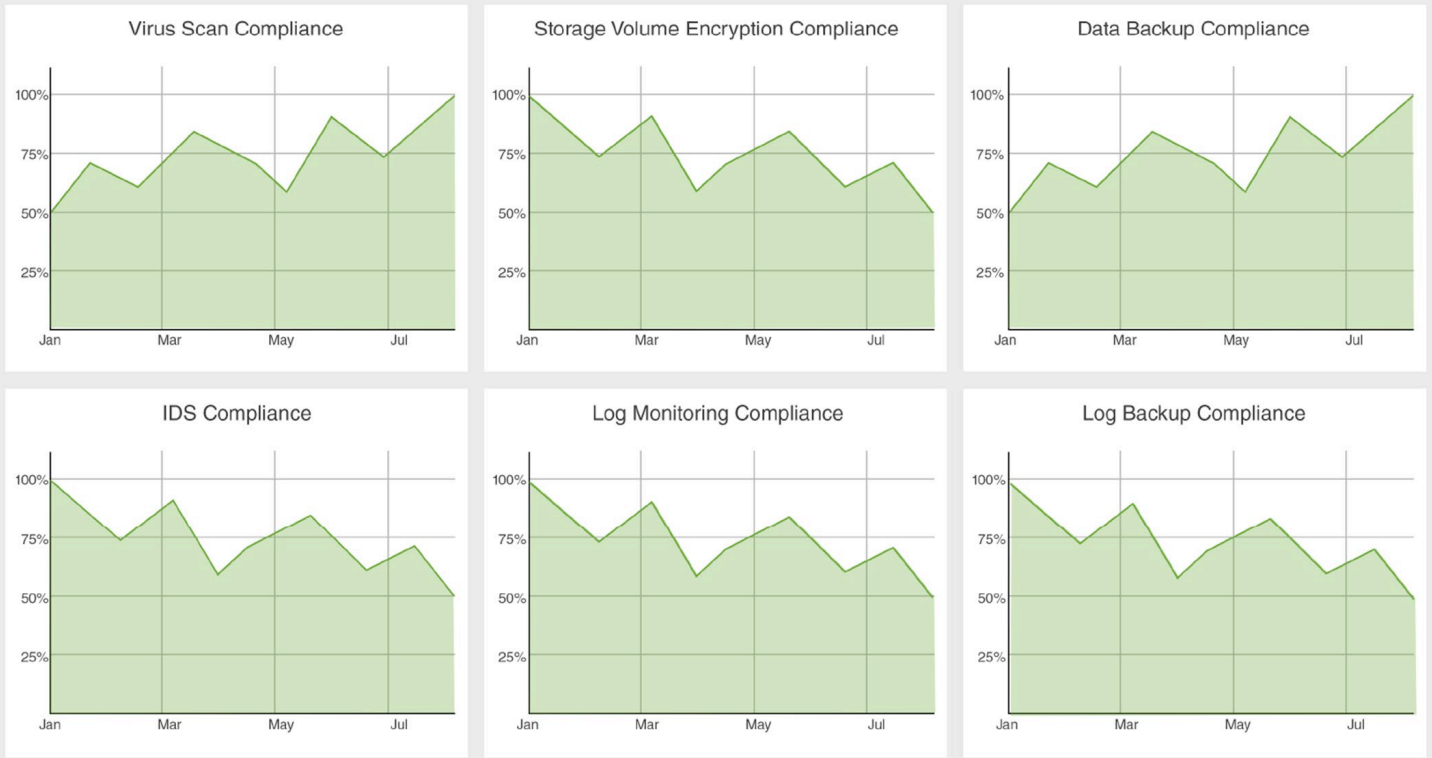 Virus Scan Compliance
100%
75%
50%
25%
Jan Mar May Jul
Storage Volume Encryption Compliance
100%
75%
50%
25%
Jan Mar May Jul
Data Backup Compliance
100%
75%
50%
25%
Jan Mar May Jul
IDS Compliance
100%
75%
50%
25%
Jan Mar May Jul
Log Monitoring Compliance
100%
75%
50%
25%
Jan Mar May Jul
Log Backup Compliance
100%
75%
50%
25%
Jan Mar May Jul